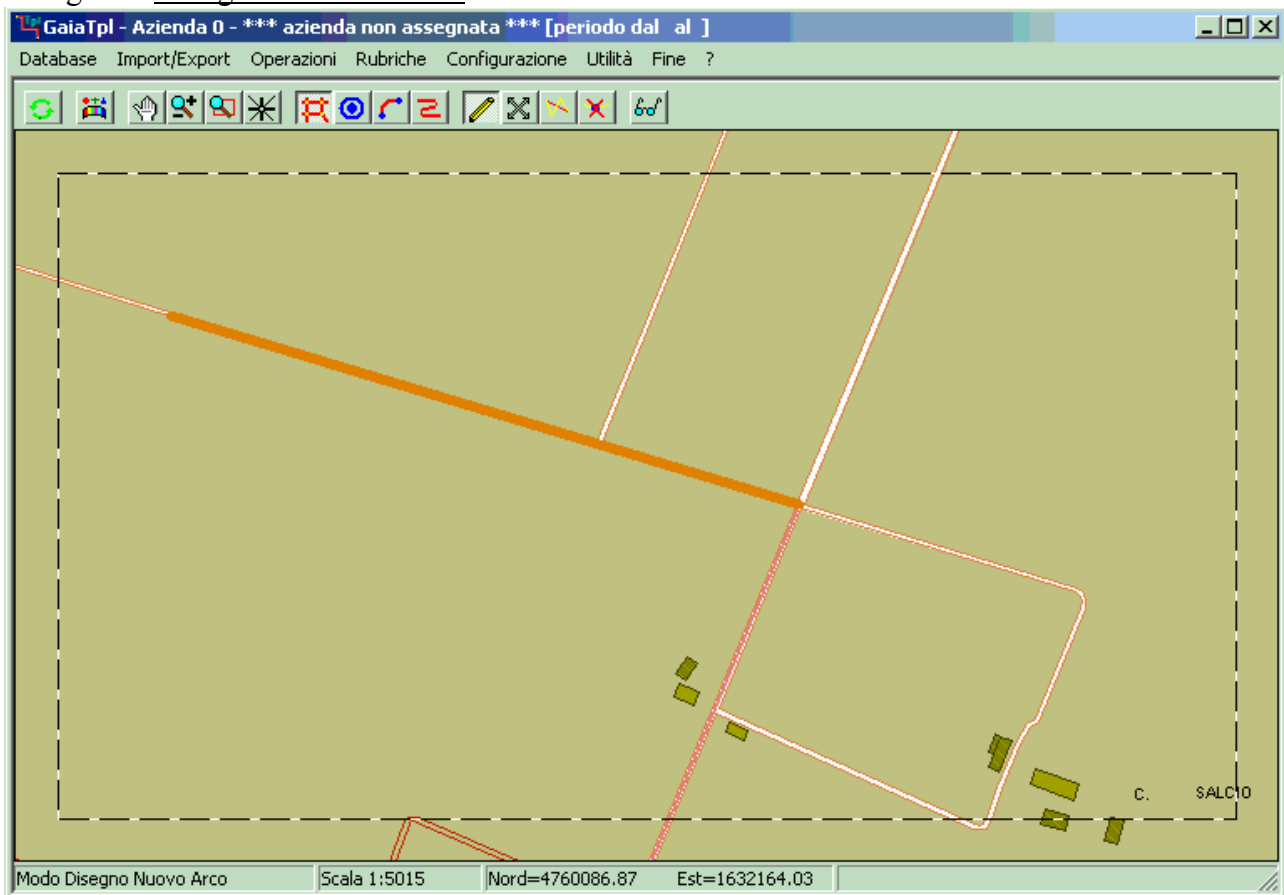 GaiaTpl - Azienda 0 - *** azienda non assegnata *** [periodo dal al ]
Database Import/Export Operazioni Rubriche Configurazione Utilità Fine ?
C. SALCIO
Modo Disegno Nuovo Arco Scala 1:5015 Nord=4760086.87 Est=1632164.03